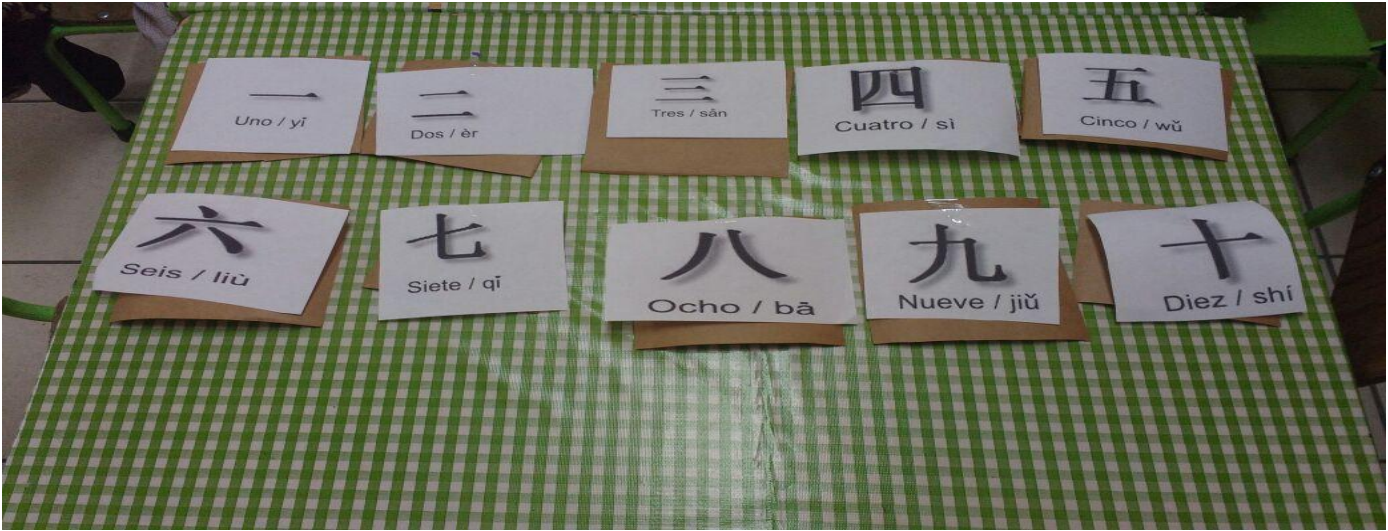 一
Uno / yī
二
Dos / èr
三
Tres / sān
四
Cuatro / sì
五
Cinco / wǔ
六
Seis / liù
七
Siete / qī
八
Ocho / bā
九
Nueve / jiǔ
十
Diez / shí